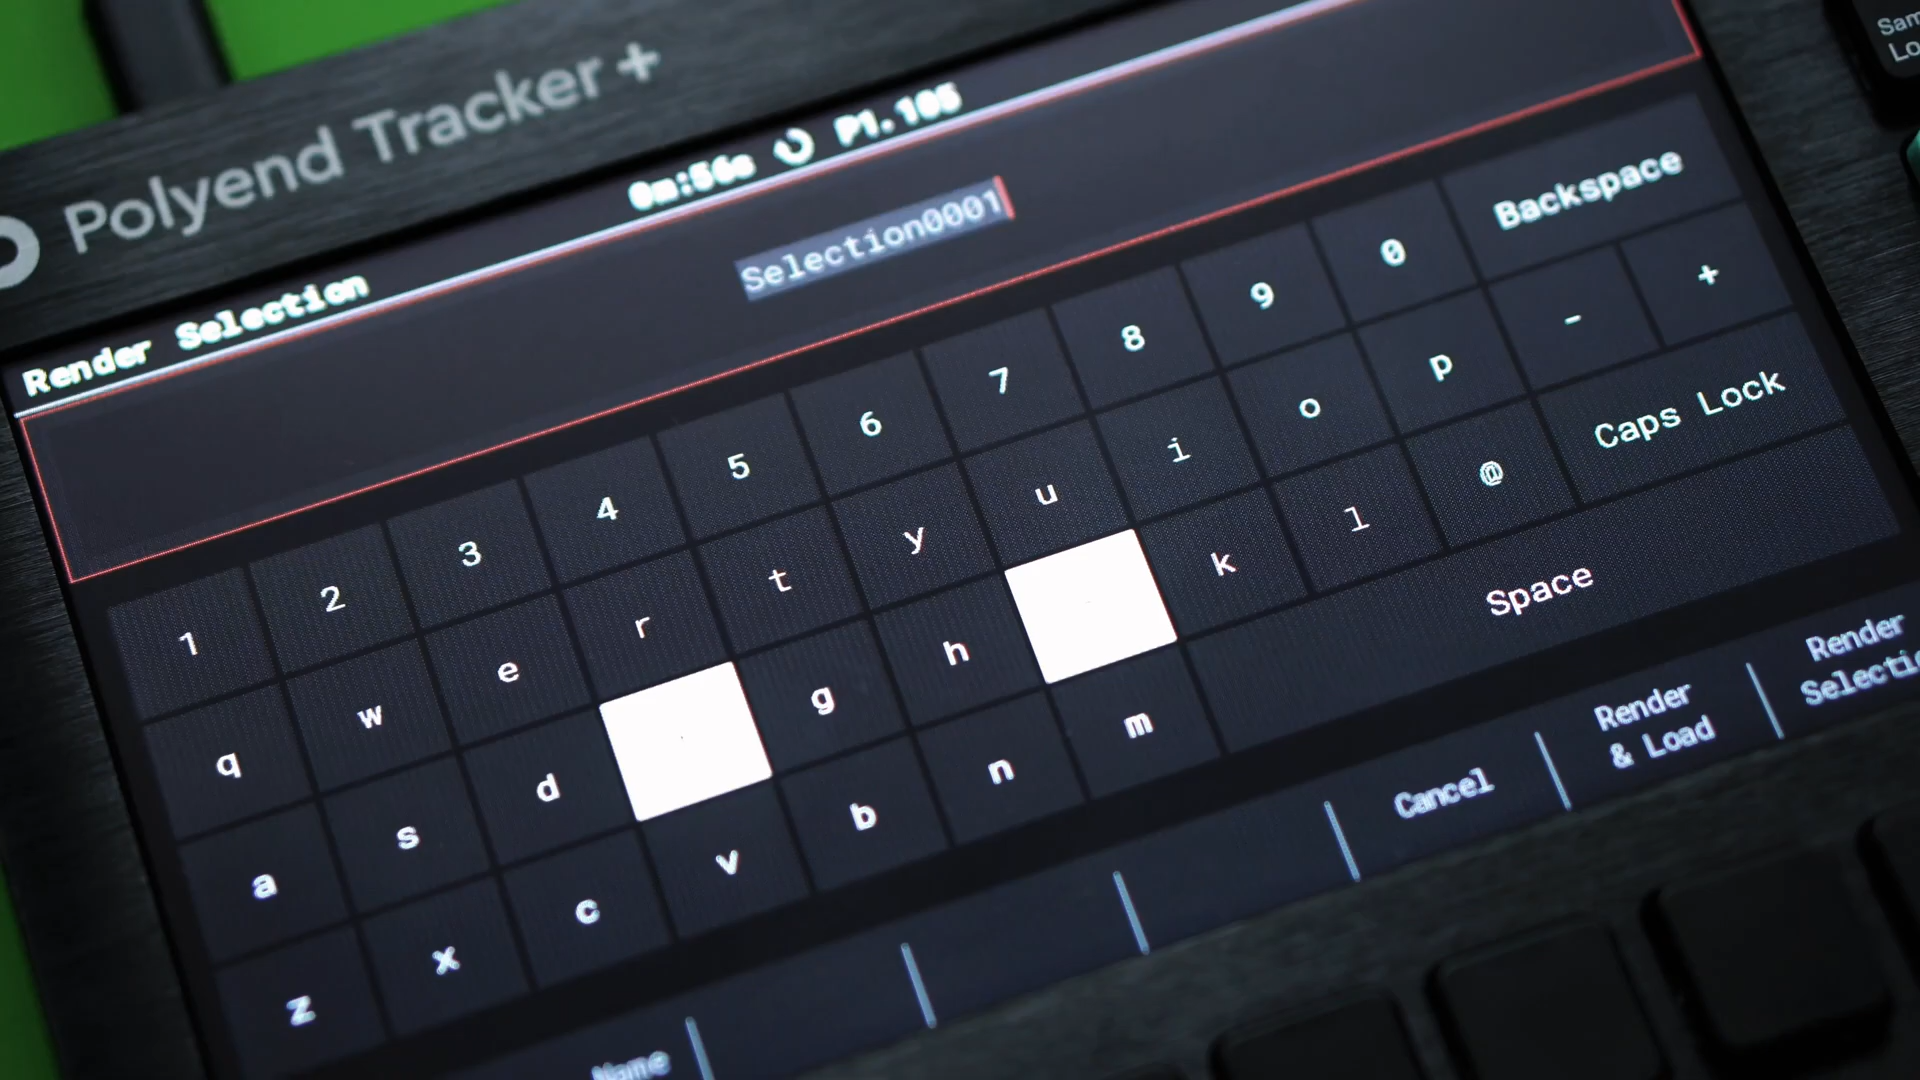 Polyend Tracker+
0m:56s P1.105
Render Selection
Selection0001
1 2 3 4 5 6 7 8 9 0 Backspace
q w e r t y u i o p - +
a s d g h k l @ Caps Lock
z x c v b n m Space
Name
Cancel
Render
& Load
Render